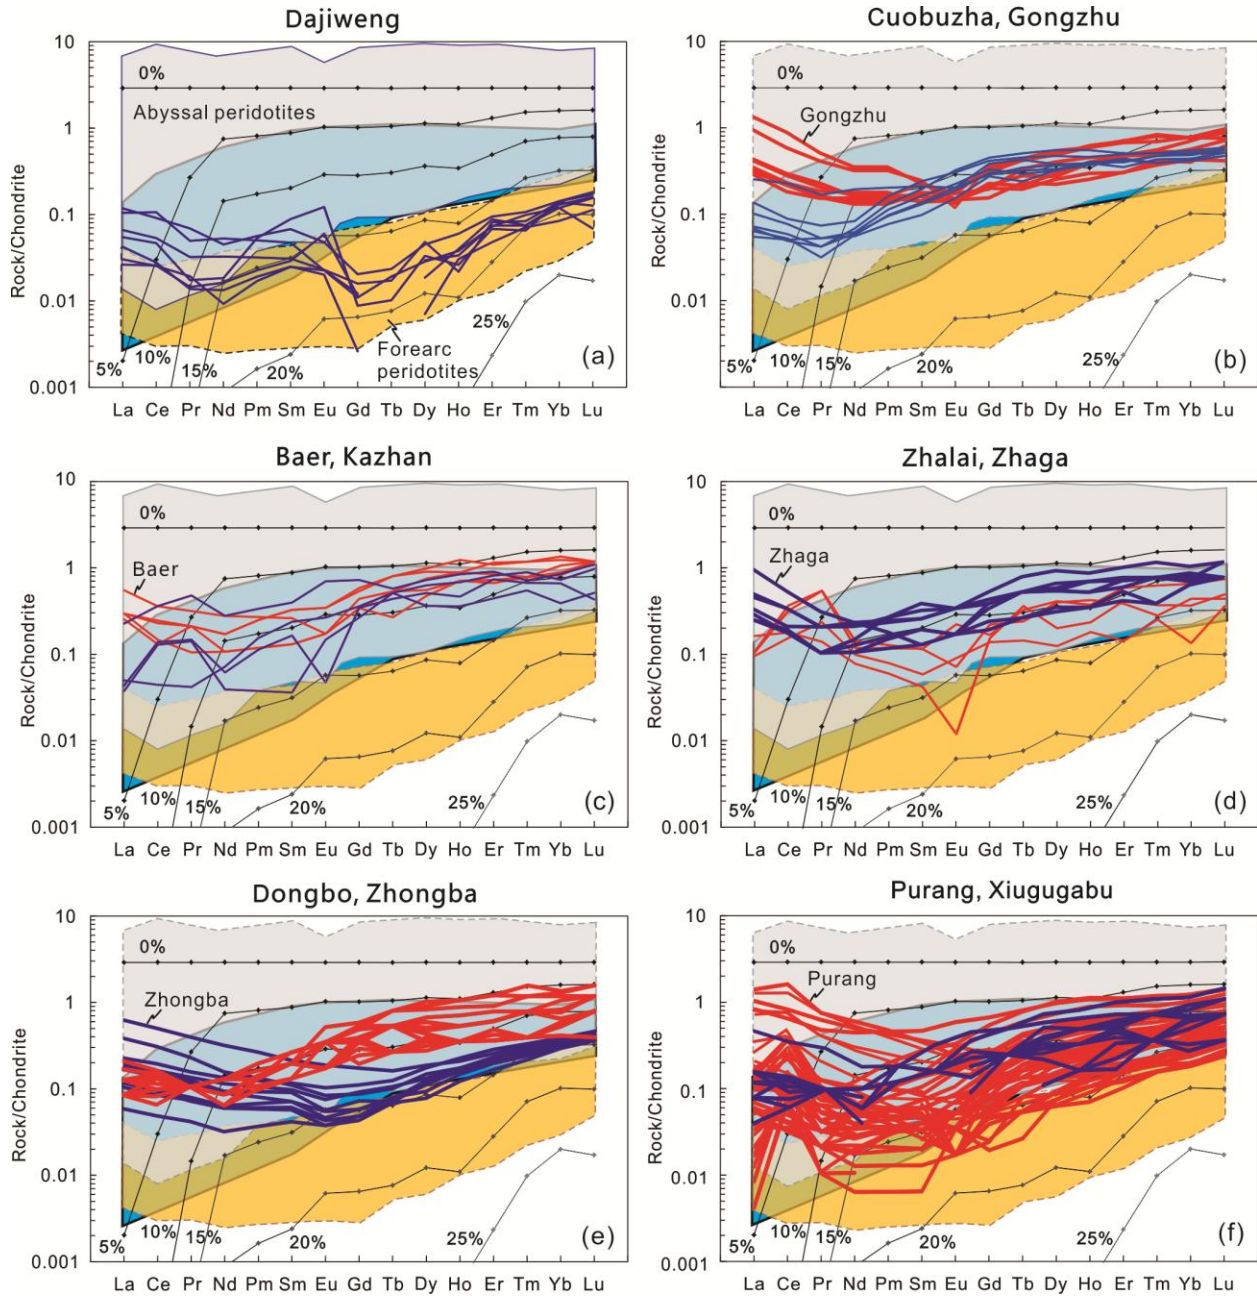 Dajiweng
10
0%
Abyssal peridotites
1
Rock/Chondrite
0.1
0.01
25%
Forearc
peridotites
5% 10% 15% 20%
(a)
0.001
La Ce Pr Nd Pm Sm Eu Gd Tb Dy Ho Er Tm Yb Lu
Cuobuzha, Gongzhu
10
0%
Gongzhu
1
Rock/Chondrite
0.1
0.01
5% 10% 15% 20% 25%
(b)
0.001
La Ce Pr Nd Pm Sm Eu Gd Tb Dy Ho Er Tm Yb Lu
Baer, Kazhan
10
0%
Baer
1
Rock/Chondrite
0.1
0.01
5% 10% 15% 20% 25%
(c)
0.001
La Ce Pr Nd Pm Sm Eu Gd Tb Dy Ho Er Tm Yb Lu
Zhalai, Zhaga
10
0%
Zhaga
1
Rock/Chondrite
0.1
0.01
5% 10% 15% 20% 25%
(d)
0.001
La Ce Pr Nd Pm Sm Eu Gd Tb Dy Ho Er Tm Yb Lu
Dongbo, Zhongba
10
0%
Zhongba
1
Rock/Chondrite
0.1
0.01
5% 10% 15% 20% 25%
(e)
0.001
La Ce Pr Nd Pm Sm Eu Gd Tb Dy Ho Er Tm Yb Lu
Purang, Xiugugabu
10
0%
Purang
1
Rock/Chondrite
0.1
0.01
5% 10% 15% 20% 25%
(f)
0.001
La Ce Pr Nd Pm Sm Eu Gd Tb Dy Ho Er Tm Yb Lu